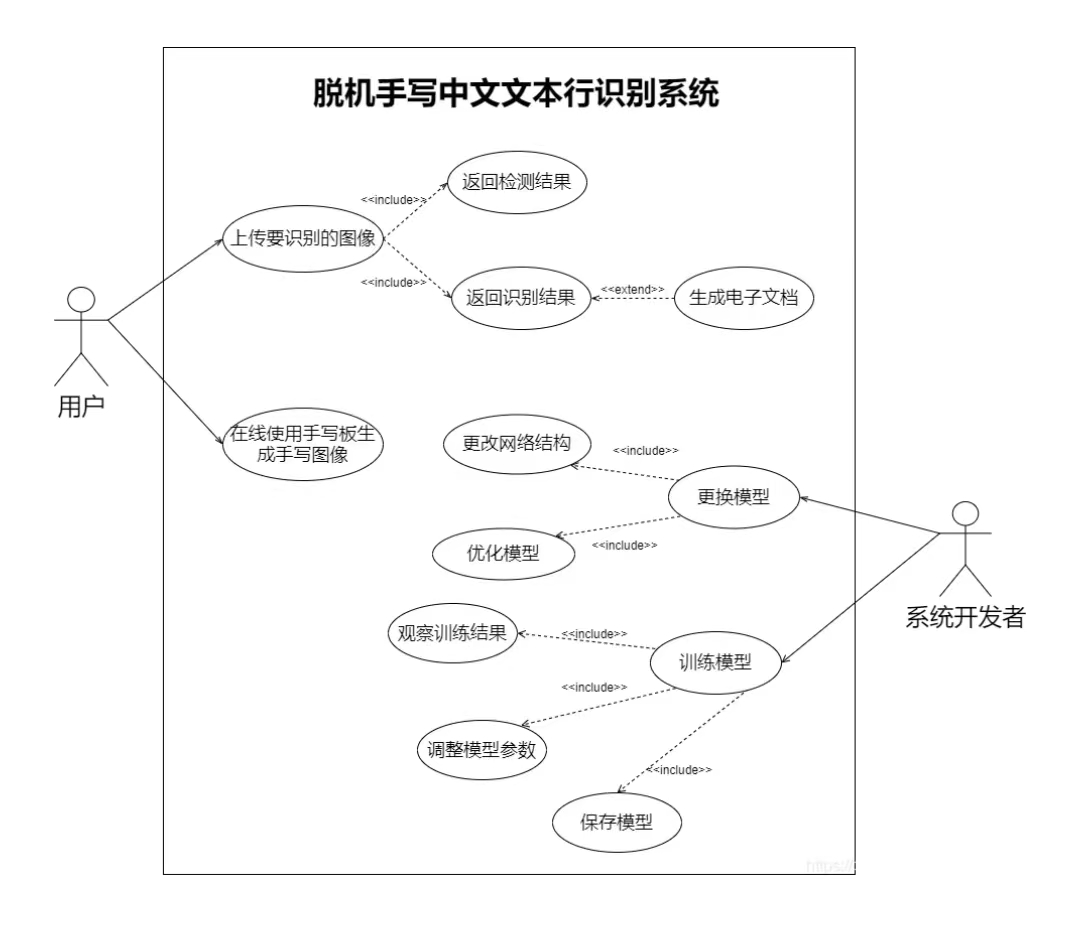 脱机手写中文文本行识别系统
返回检测结果
<<include>>
上传要识别的图像
<<include>>
返回识别结果
<<extend>>
生成电子文档
用户
在线使用手写板生
成手写图像
更改网络结构
<<include>>
更换模型
<<include>>
优化模型
系统开发者
观察训练结果
<<include>>
训练模型
<<include>>
调整模型参数
<<include>>
保存模型
https://